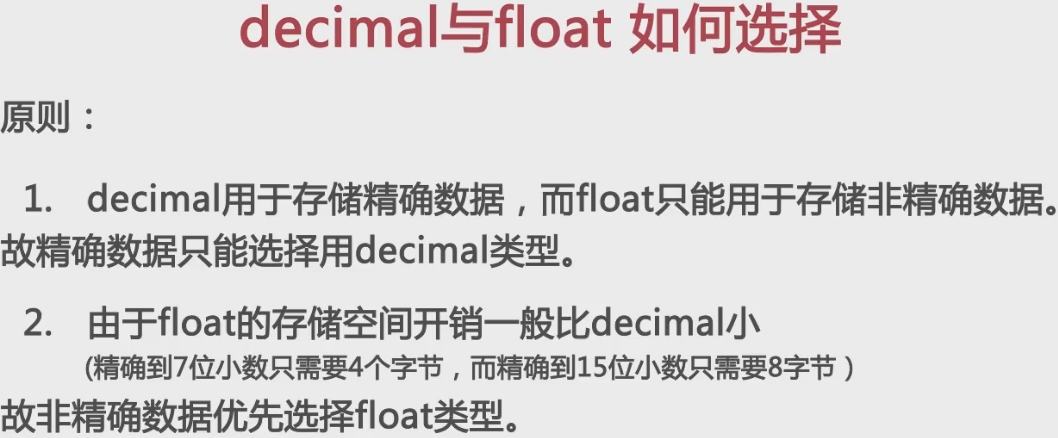 decimal与float 如何选择
原则：
1. decimal用于存储精确数据，而float只能用于存储非精确数据。
故精确数据只能选择用decimal类型。
2. 由于float的存储空间开销一般比decimal小
(精确到7位小数只需要4个字节，而精确到15位小数只需要8字节）
故非精确数据优先选择float类型。